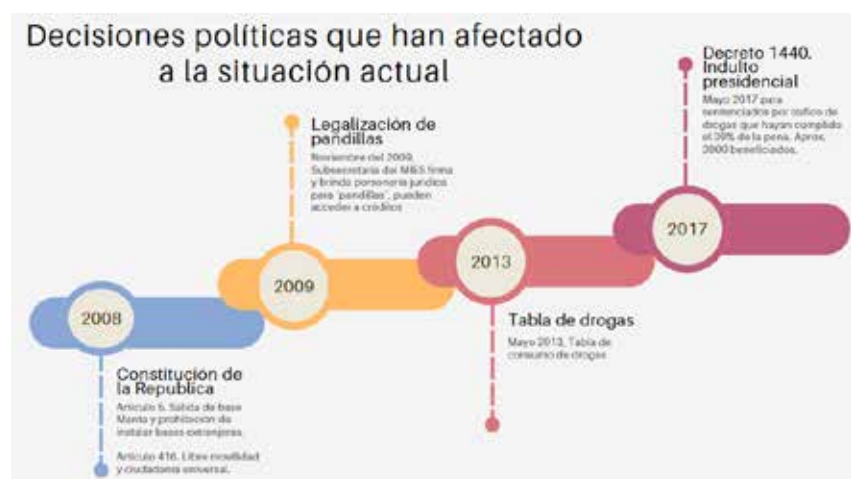 Decisiones políticas que han afectado
a la situación actual
2008
Constitución de
la Republica
Artículo 5. Salida de base
Manta y prohibición de
instalar bases extranjeras.
Artículo 416. Libre movilidad
y ciudadanía universal.
2009
Legalización de
pandillas
Noviembre del 2009,
Subsecretaria del MIES firma
y brinda personería jurídica
para "pandillas", pueden
acceder a créditos
2013
Tabla de drogas
Mayo 2013, Tabla de
consumo de drogas
2017
Decreto 1440.
Indulto
presidencial
Mayo 2017 para
sentenciados por tráfico de
drogas que hayan cumplido
el % de la pena. Aprox.
beneficiados.